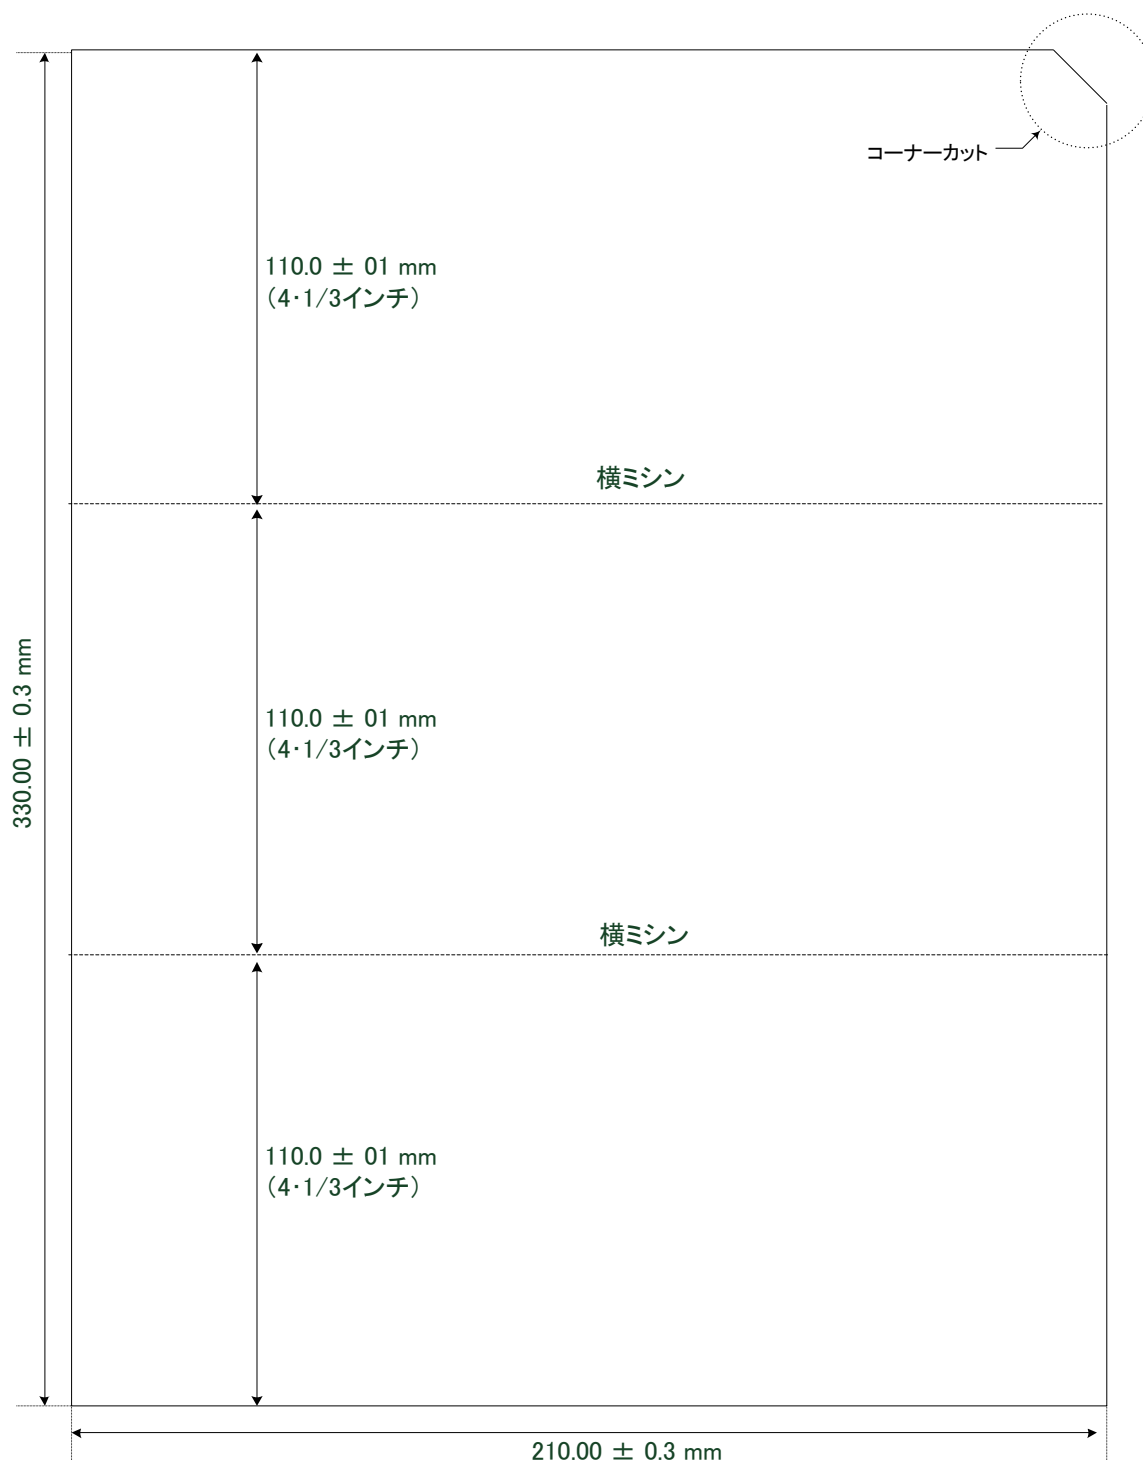 コーナーカット
110.0 ± 01 mm
(4・1/3インチ)
横ミシン
330.00 ± 0.3 mm
110.0 ± 01 mm
(4・1/3インチ)
横ミシン
110.0 ± 01 mm
(4・1/3インチ)
210.00 ± 0.3 mm